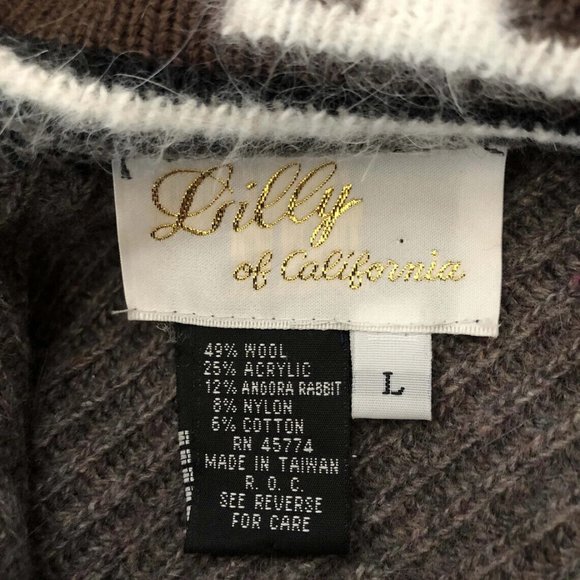 Lilly
of California
49% WOOL
25% ACRYLIC
12% ANGORA RABBIT
8% NYLON
6% COTTON
RN 45774
MADE IN TAIWAN
R. O. C.
SEE REVERSE
FOR CARE
L